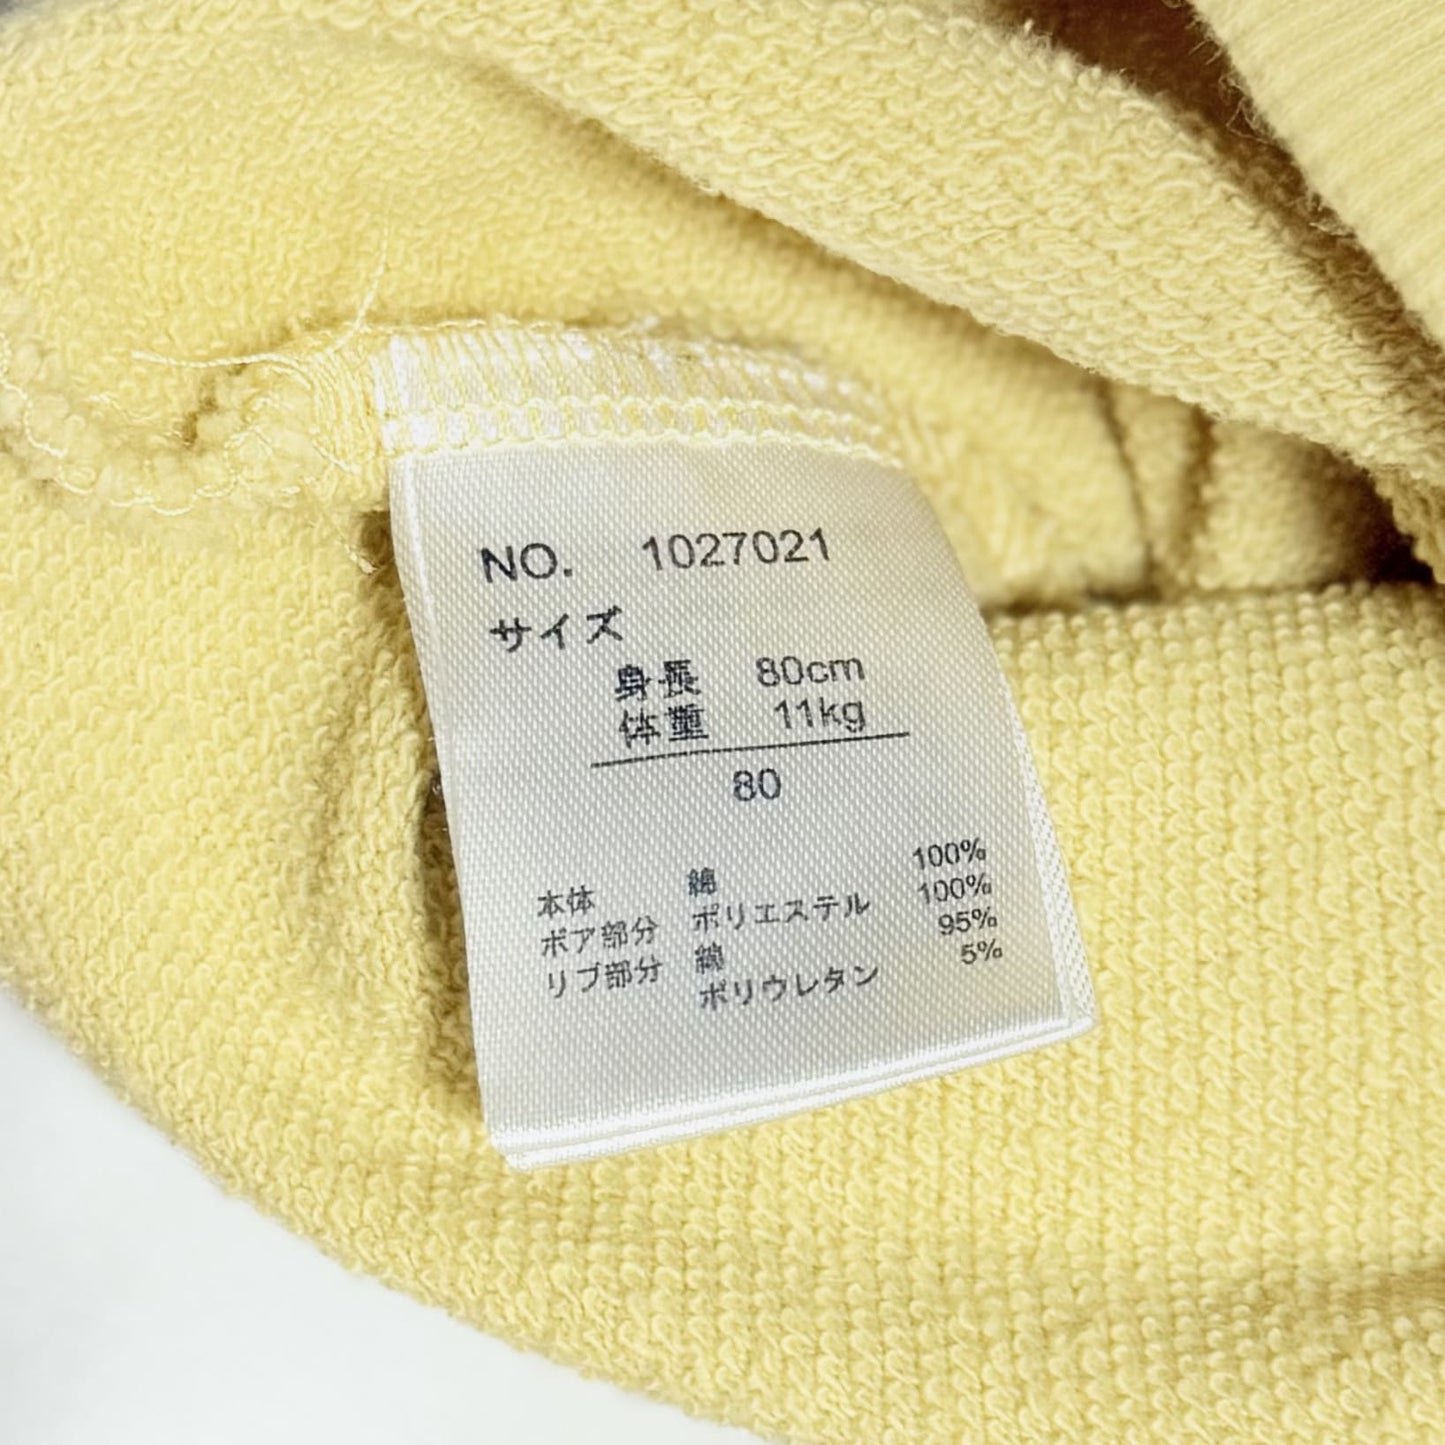 NO. 1027021
サイズ
身長 80cm
体重 11kg
80
本体 綿 100%
ボア部分 ポリエステル 100%
リブ部分 綿 95%
ポリウレタン 5%